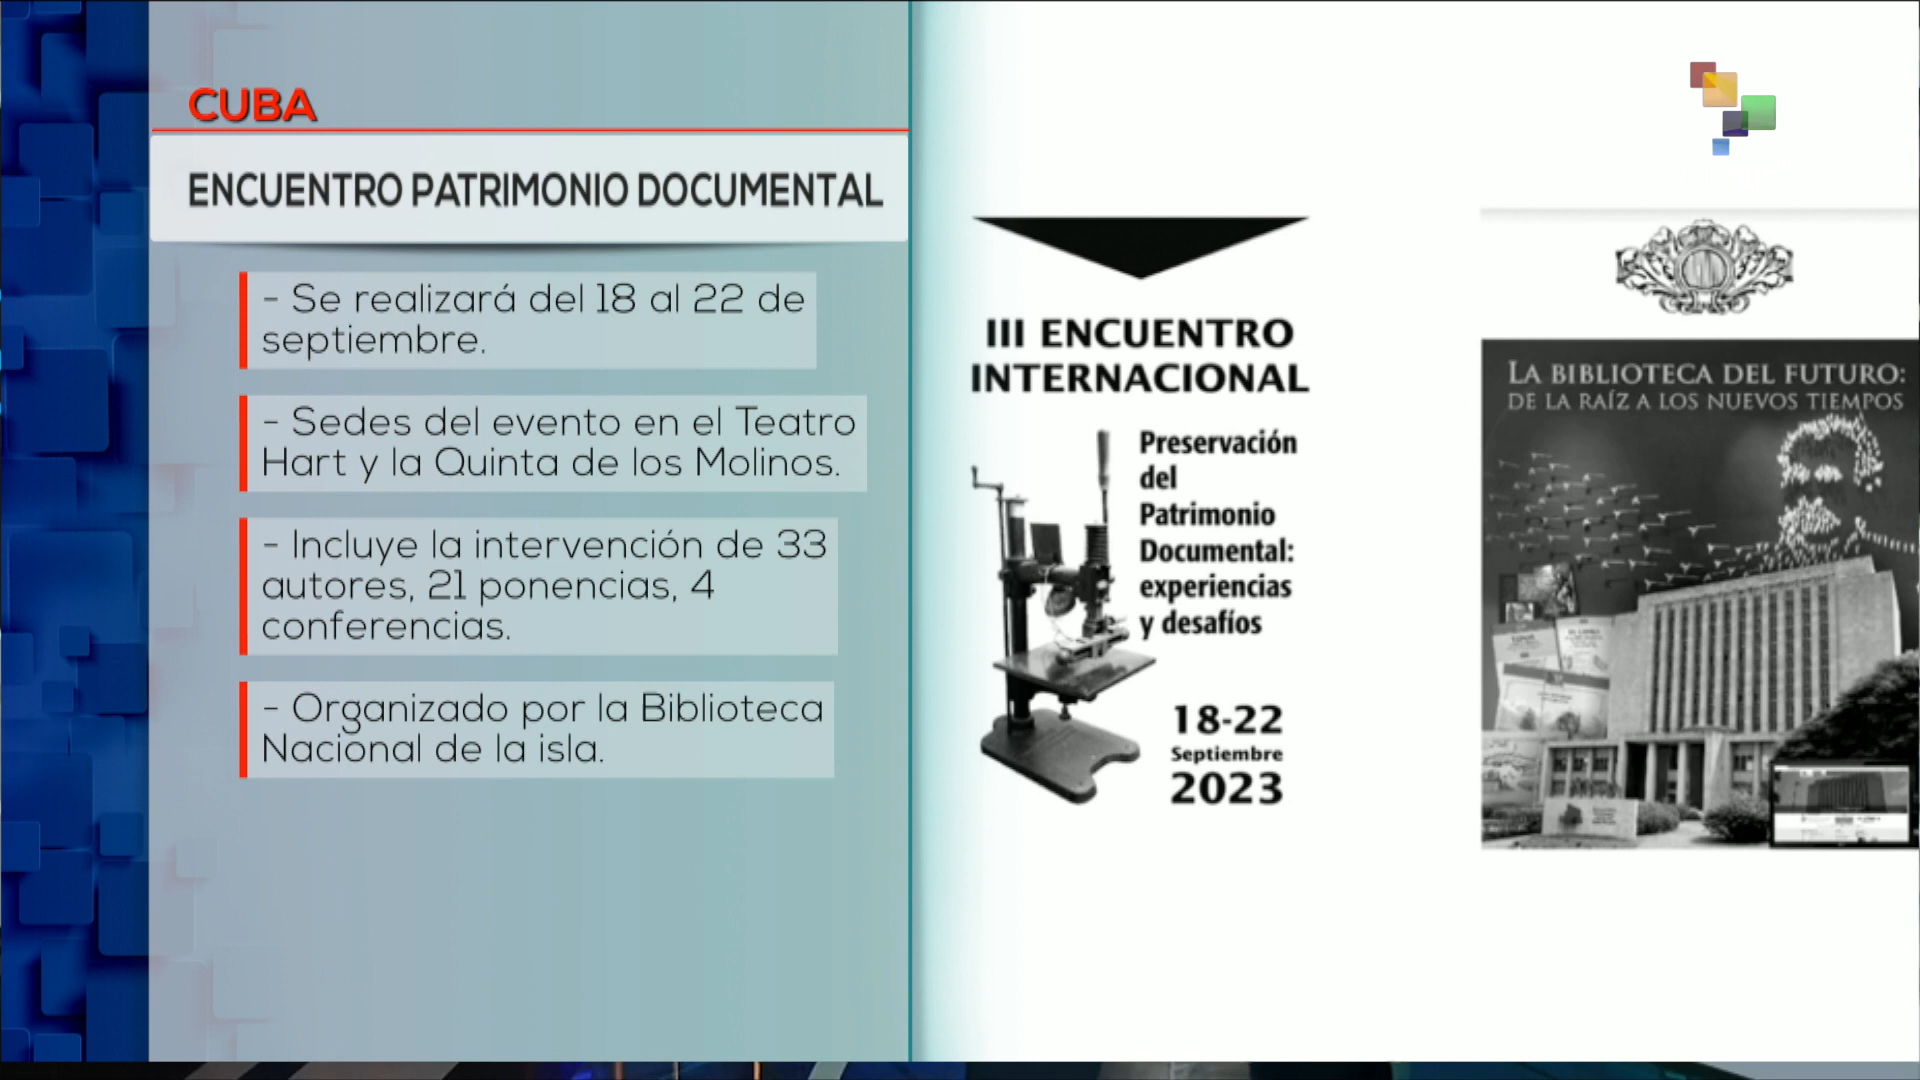 CUBA
ENCUENTRO PATRIMONIO DOCUMENTAL
- Se realizará del 18 al 22 de
septiembre.
- Sedes del evento en el Teatro
Hart y la Quinta de los Molinos.
- Incluye la intervención de 33
autores, 21 ponencias, 4
conferencias.
- Organizado por la Biblioteca
Nacional de la isla.
III ENCUENTRO
INTERNACIONAL
Preservación
del
Patrimonio
Documental:
experiencias
y desafíos
18-22
Septiembre
2023
LA BIBLIOTECA DEL FUTURO:
DE LA RAÍZ A LOS NUEVOS TIEMPOS